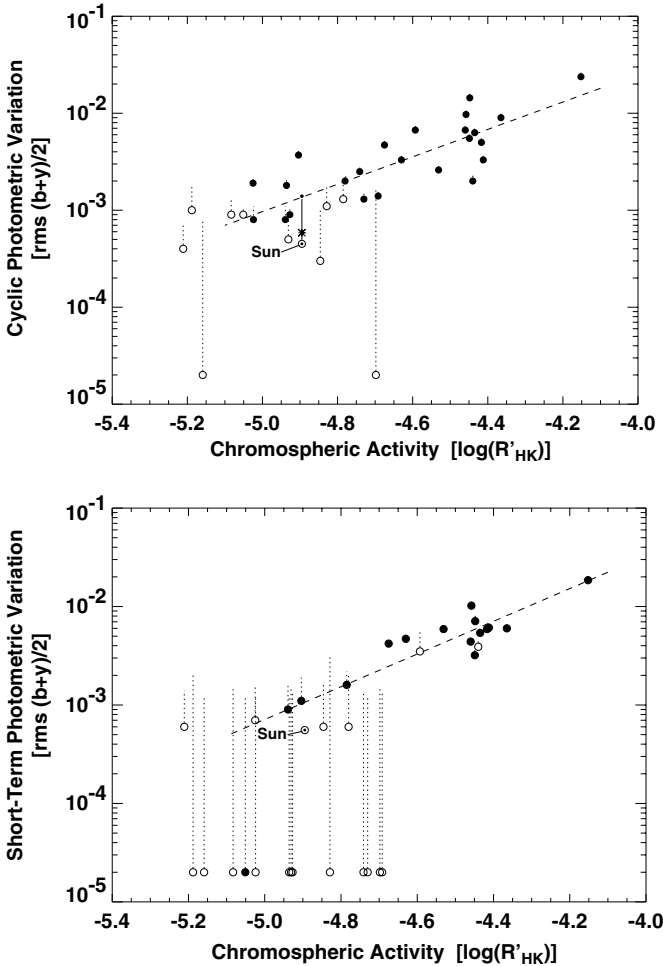 10-1
10-2
10-3
10-4
10-5
Cyclic Photometric Variation
[rms (b+y)/2]
Sun
-5.4 -5.2 -5.0 -4.8 -4.6 -4.4 -4.2 -4.0
Chromospheric Activity [log(R'HK)]
10-1
10-2
10-3
10-4
10-5
Short-Term Photometric Variation
[rms (b+y)/2]
Sun
-5.4 -5.2 -5.0 -4.8 -4.6 -4.4 -4.2 -4.0
Chromospheric Activity [log(R'HK)]